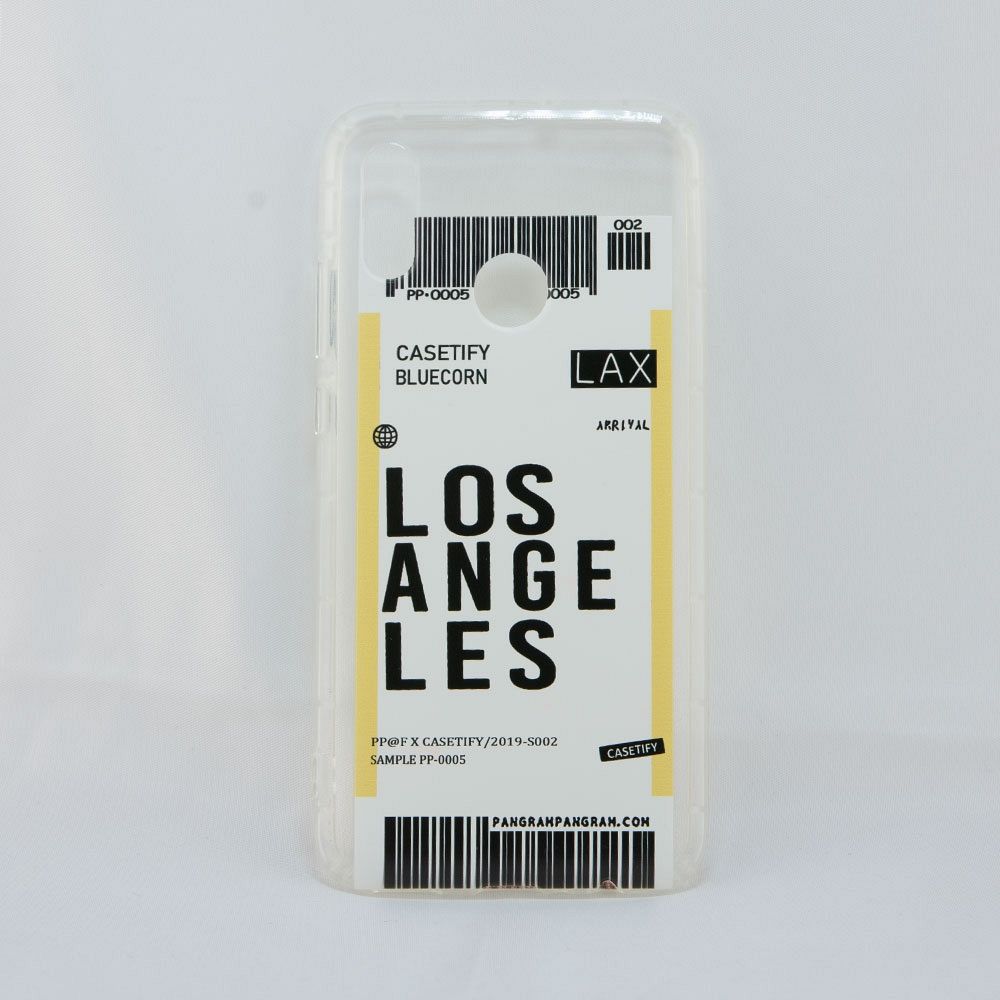 002
PP·0005
0005
CASETIFY
BLUECORN
LAX
ARRIVAL
LOS
ANGE
LES
PP@F X CASETIFY/2019-S002
SAMPLE PP-0005
CASETIFY
PANGRAMPANGRAM.COM